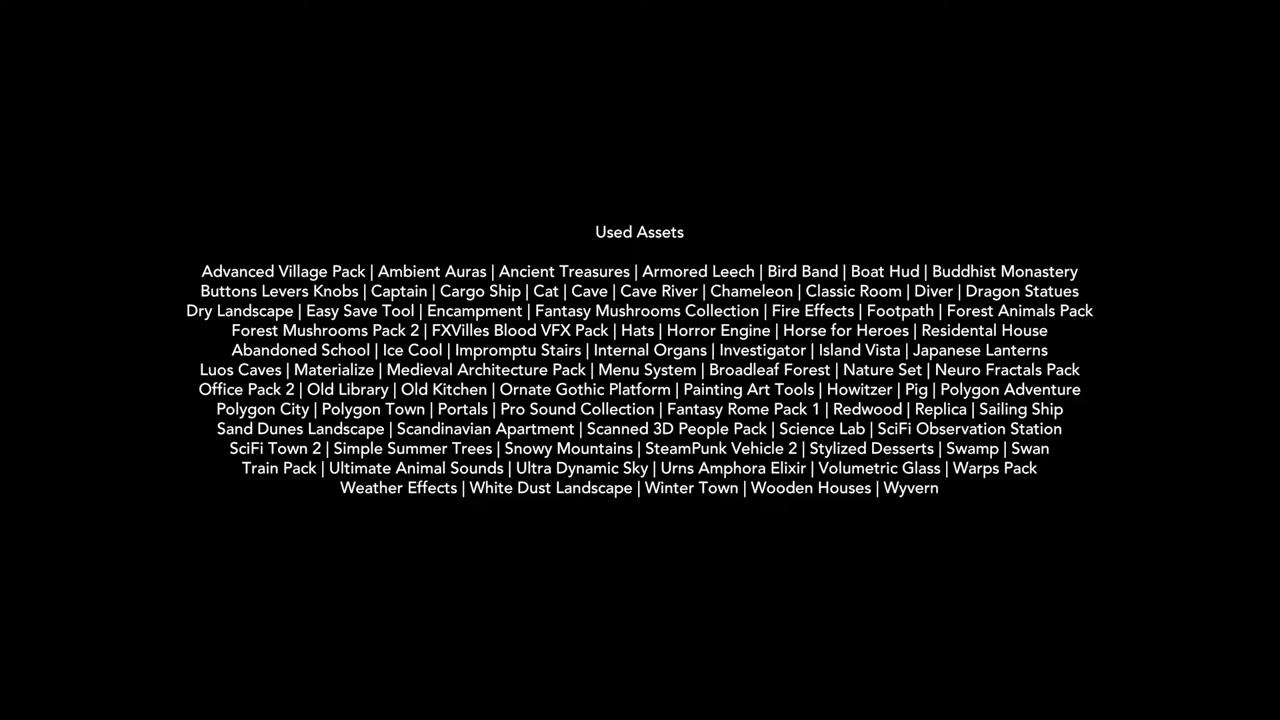 Used Assets
Advanced Village Pack | Ambient Auras | Ancient Treasures | Armored Leech | Bird Band | Boat Hud | Buddhist Monastery
Buttons Levers Knobs | Captain | Cargo Ship | Cat | Cave | Cave River | Chameleon | Classic Room | Diver | Dragon Statues
Dry Landscape | Easy Save Tool | Encampment | Fantasy Mushrooms Collection | Fire Effects | Footpath | Forest Animals Pack
Forest Mushrooms Pack 2 | FXVilles Blood VFX Pack | Hats | Horror Engine | Horse for Heroes | Residental House
Abandoned School | Ice Cool | Impromptu Stairs | Internal Organs | Investigator | Island Vista | Japanese Lanterns
Luos Caves | Materialize | Medieval Architecture Pack | Menu System | Broadleaf Forest | Nature Set | Neuro Fractals Pack
Office Pack 2 | Old Library | Old Kitchen | Ornate Gothic Platform | Painting Art Tools | Howitzer | Pig | Polygon Adventure
Polygon City | Polygon Town | Portals | Pro Sound Collection | Fantasy Rome Pack 1 | Redwood | Replica | Sailing Ship
Sand Dunes Landscape | Scandinavian Apartment | Scanned 3D People Pack | Science Lab | SciFi Observation Station
SciFi Town 2 | Simple Summer Trees | Snowy Mountains | SteamPunk Vehicle 2 | Stylized Desserts | Swamp | Swan
Train Pack | Ultimate Animal Sounds | Ultra Dynamic Sky | Urns Amphora Elixir | Volumetric Glass | Warps Pack
Weather Effects | White Dust Landscape | Winter Town | Wooden Houses | Wyvern